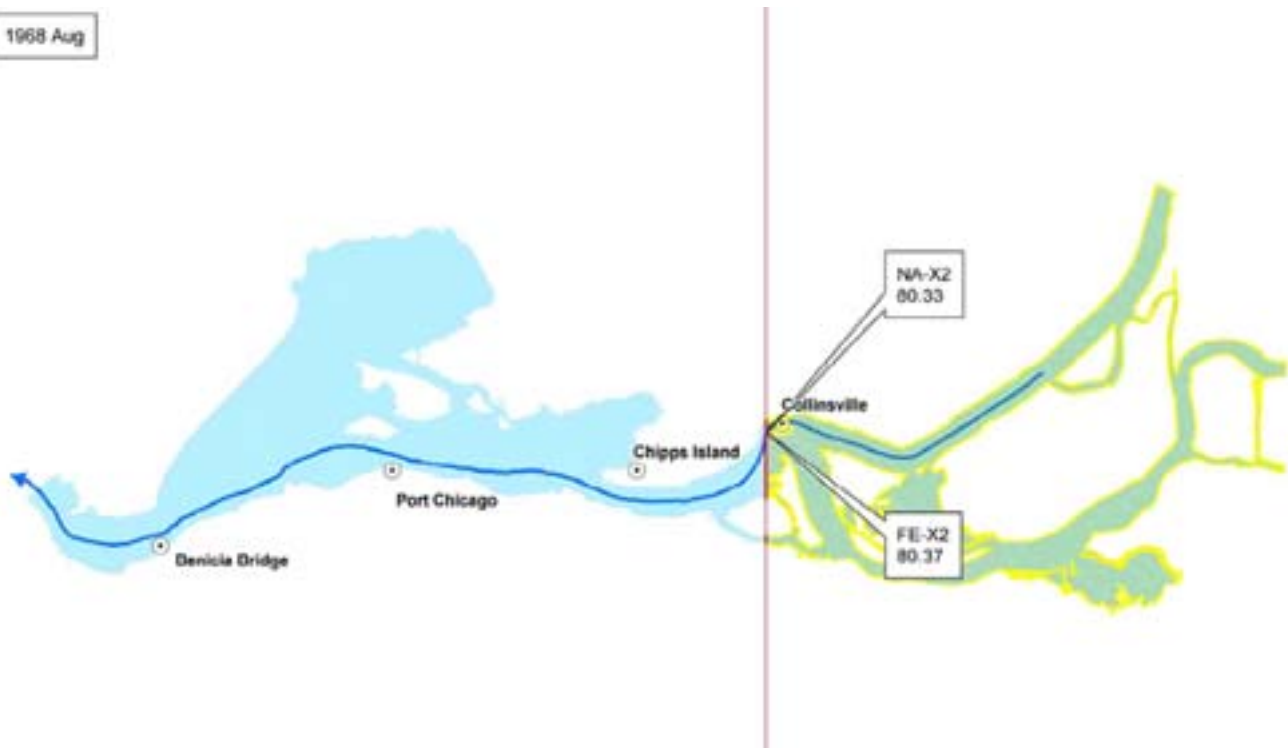 1968 Aug
NA-X2
80.33
Collinsville
Chipps Island
Port Chicago
FE-X2
80.37
Benicia Bridge